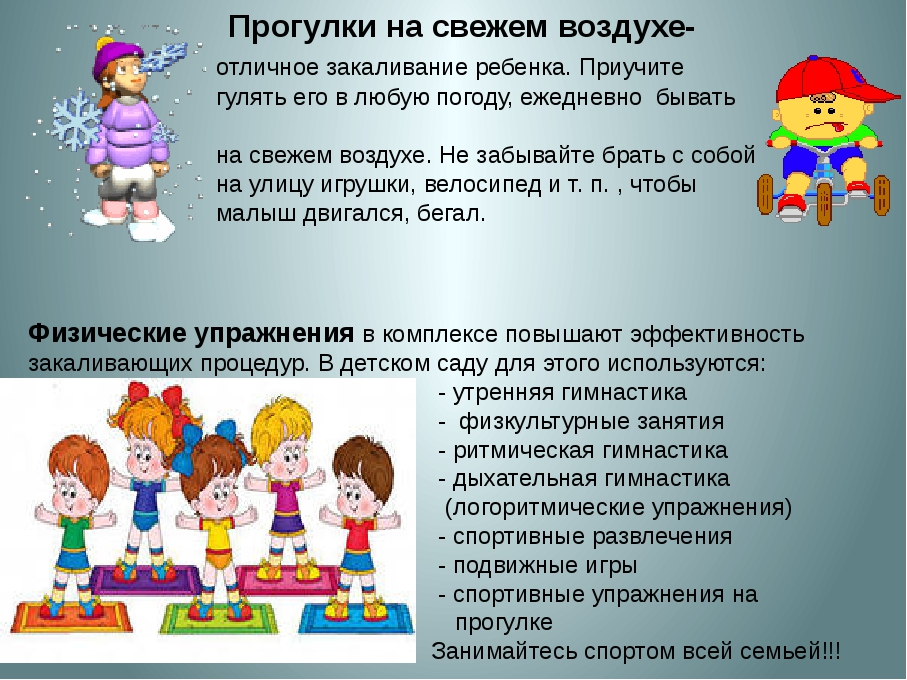 Прогулки на свежем воздухе-
отличное закаливание ребенка. Приучите
гулять его в любую погоду, ежедневно  бывать
на свежем воздухе. Не забывайте брать с собой
на улицу игрушки, велосипед и т. п. , чтобы
малыш двигался, бегал.
Физические упражнения в комплексе повышают эффективность
закаливающих процедур. В детском саду для этого используются:
- утренняя гимнастика
-  физкультурные занятия
- ритмическая гимнастика
- дыхательная гимнастика
(логоритмические упражнения)
- спортивные развлечения
- подвижные игры
- спортивные упражнения на
прогулке
Занимайтесь спортом всей семьей!!!